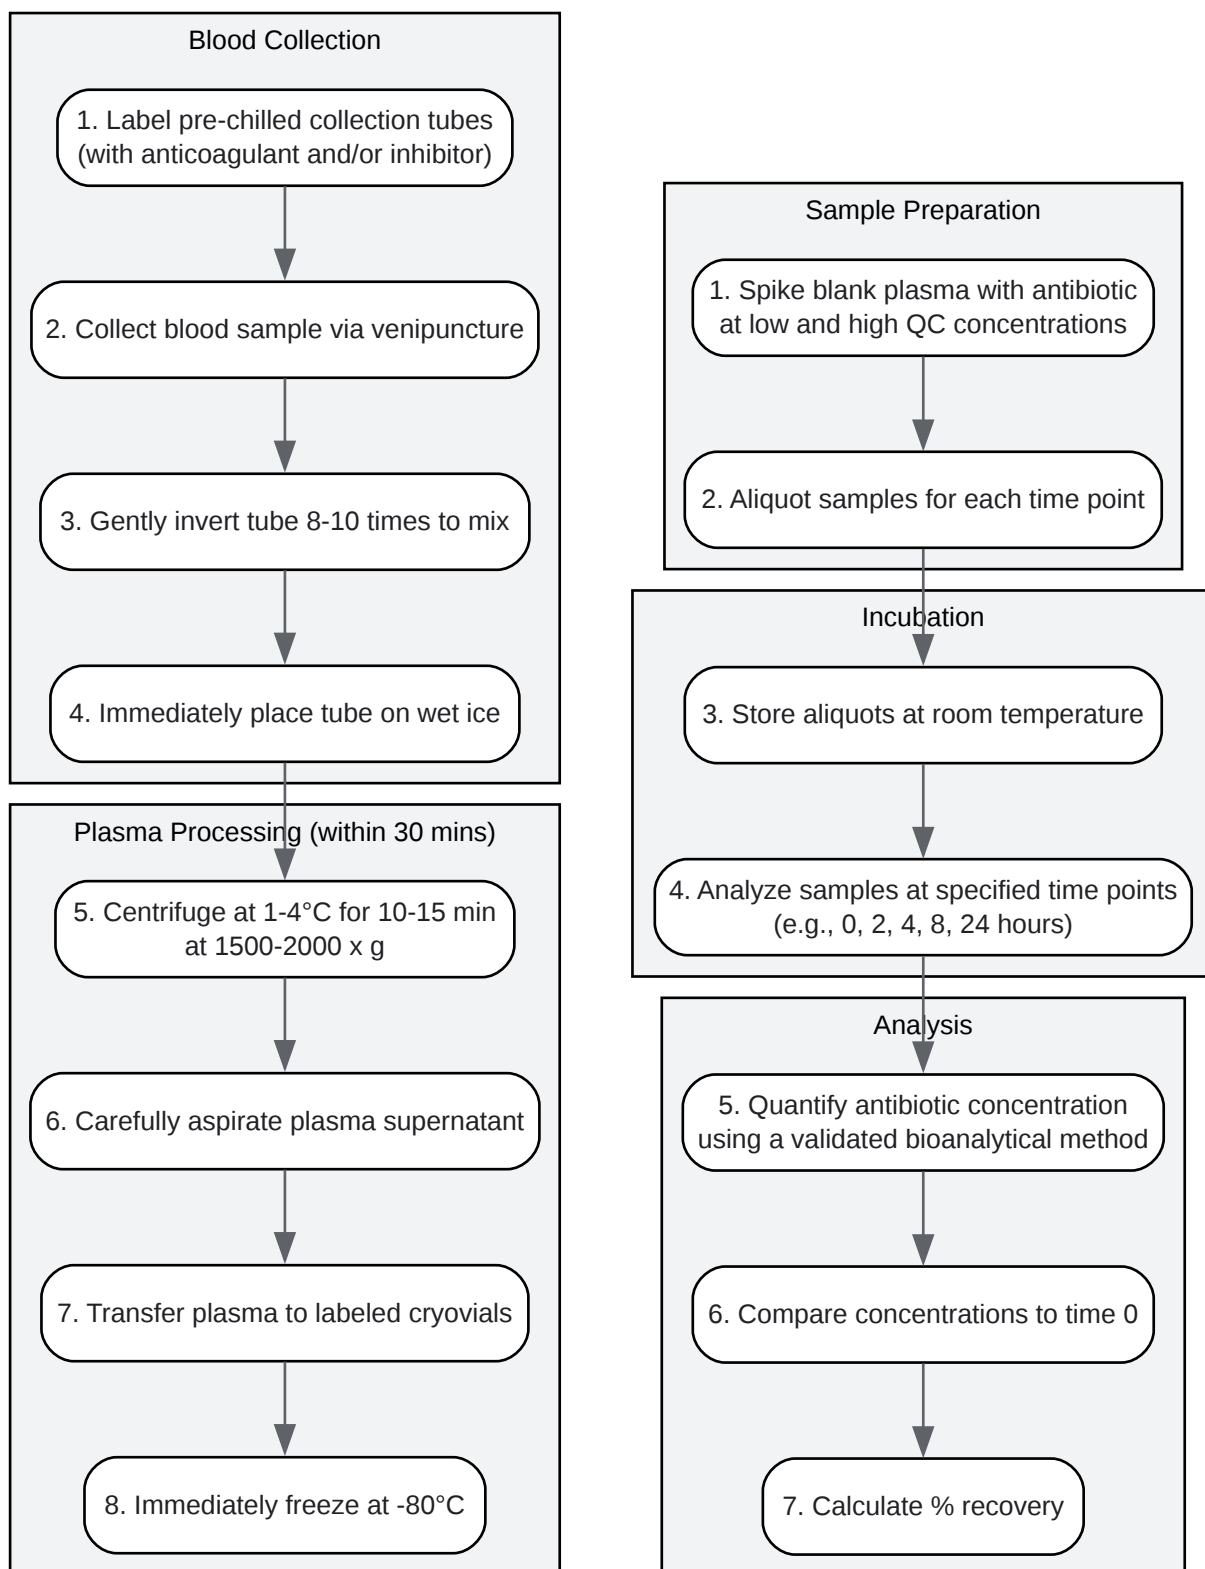 Blood Collection
1. Label pre-chilled collection tubes
(with anticoagulant and/or inhibitor)
2. Collect blood sample via venipuncture
3. Gently invert tube 8-10 times to mix
4. Immediately place tube on wet ice
Plasma Processing (within 30 mins)
5. Centrifuge at 1-4°C for 10-15 min
at 1500-2000 x g
6. Carefully aspirate plasma supernatant
7. Transfer plasma to labeled cryovials
8. Immediately freeze at -80°C
Sample Preparation
1. Spike blank plasma with antibiotic
at low and high QC concentrations
2. Aliquot samples for each time point
Incubation
3. Store aliquots at room temperature
4. Analyze samples at specified time points
(e.g., 0, 2, 4, 8, 24 hours)
Analysis
5. Quantify antibiotic concentration
using a validated bioanalytical method
6. Compare concentrations to time 0
7. Calculate % recovery